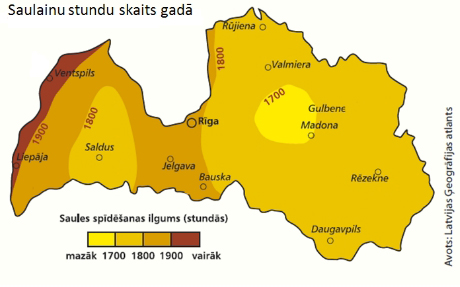 Saulainu stundu skaits gadā
Rūjiena
1800
Ventspils
Valmiera
1700
1800
Gulbene
1900
Rīga
Madona
Saldus
Liepāja
Jelgava
Rēzekne
Bauska
Saules spīdēšanas ilgums (stundās)
Daugavpils
mazāk 1700 1800 1900 vairāk
Avots: Latvijas Ģeogrāfijas atlants